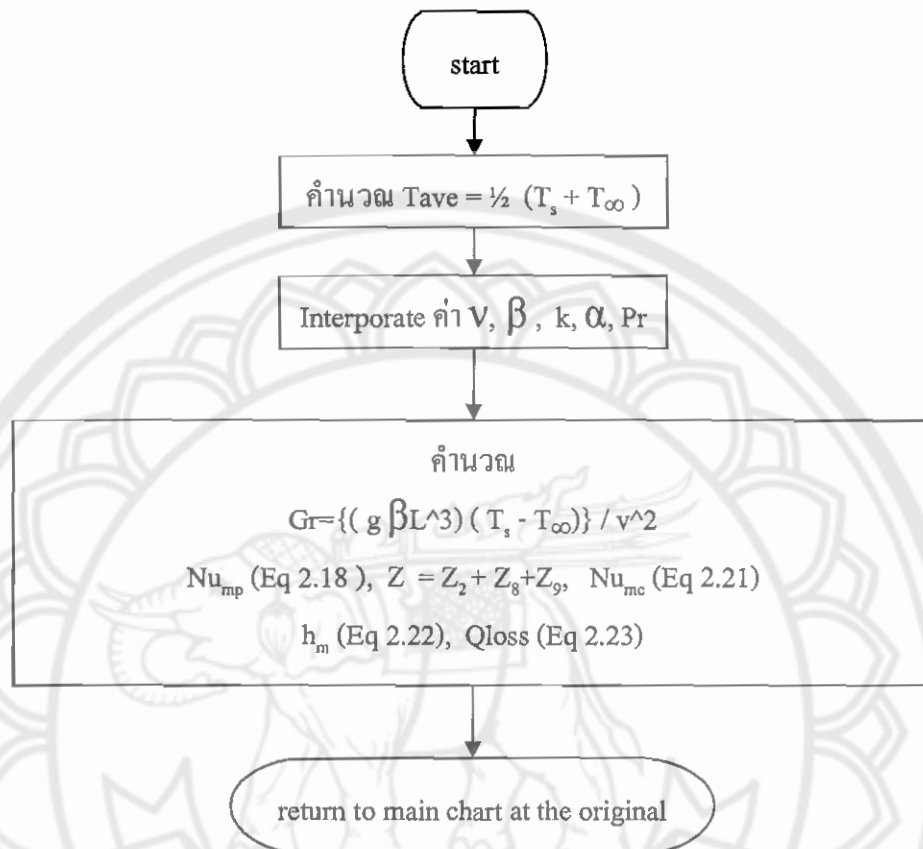 start
คำนวณ Tave = ½ (Tₛ + T∞ )
Interporate ค่า ν, β , k, α, Pr
คำนวณ
Gr={( g βL^3) ( Tₛ - T∞)} / v^2
Nuₘₚ (Eq 2.18 ), Z = Z₂ + Z₈+Z₉, Nu_mc (Eq 2.21)
hₘ (Eq 2.22), Qloss (Eq 2.23)
return to main chart at the original